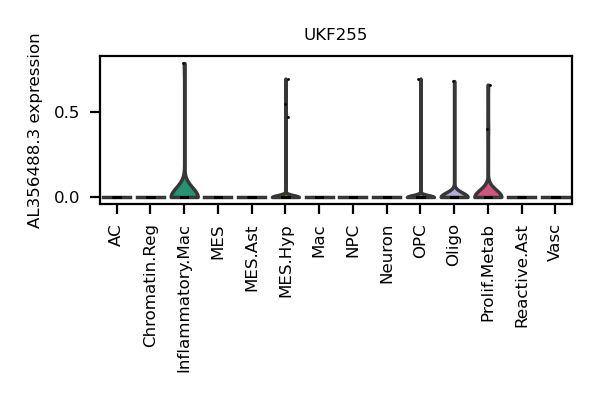 UKF255
AL356488.3 expression
0.5
0.0
AC
Chromatin.Reg
Inflammatory.Mac
MES
MES.Ast
MES.Hyp
Mac
NPC
Neuron
OPC
Oligo
Prolif.Metab
Reactive.Ast
Vasc